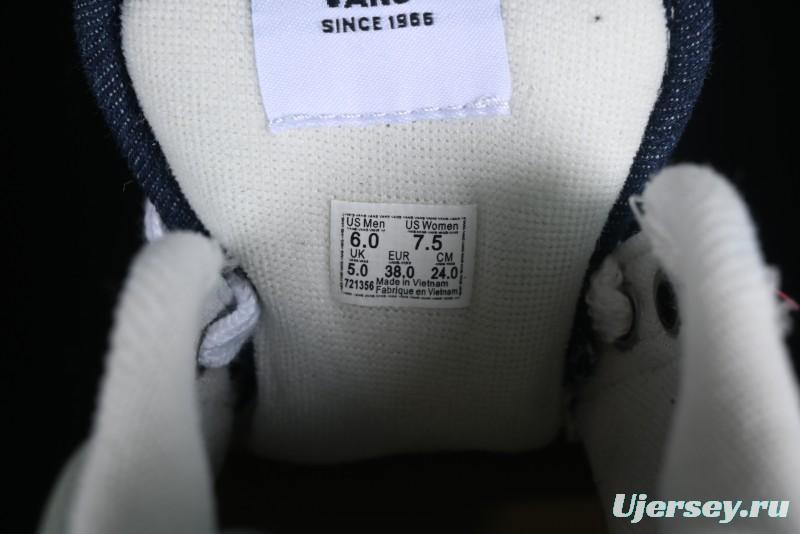 VANS
SINCE 1966
US Men US Women
6.0 7.5
UK EUR CM
5.0 38.0 24.0
721356 Made in Vietnam
Fabrique en Vietnam
Ujersey.ru